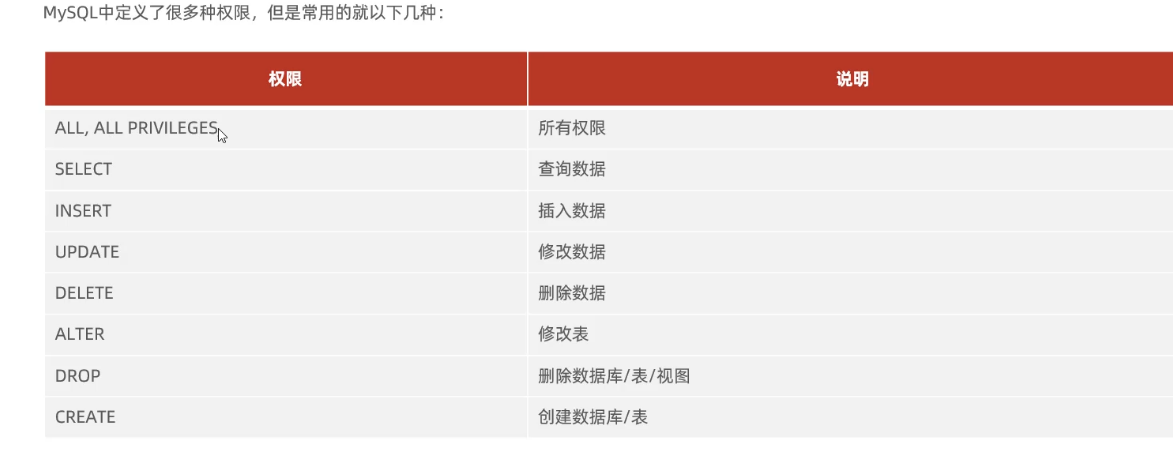 MySQL中定义了很多种权限，但是常用的就以下几种：
权限 说明
ALL, ALL PRIVILEGES 所有权限
SELECT 查询数据
INSERT 插入数据
UPDATE 修改数据
DELETE 删除数据
ALTER 修改表
DROP 删除数据库/表/视图
CREATE 创建数据库/表